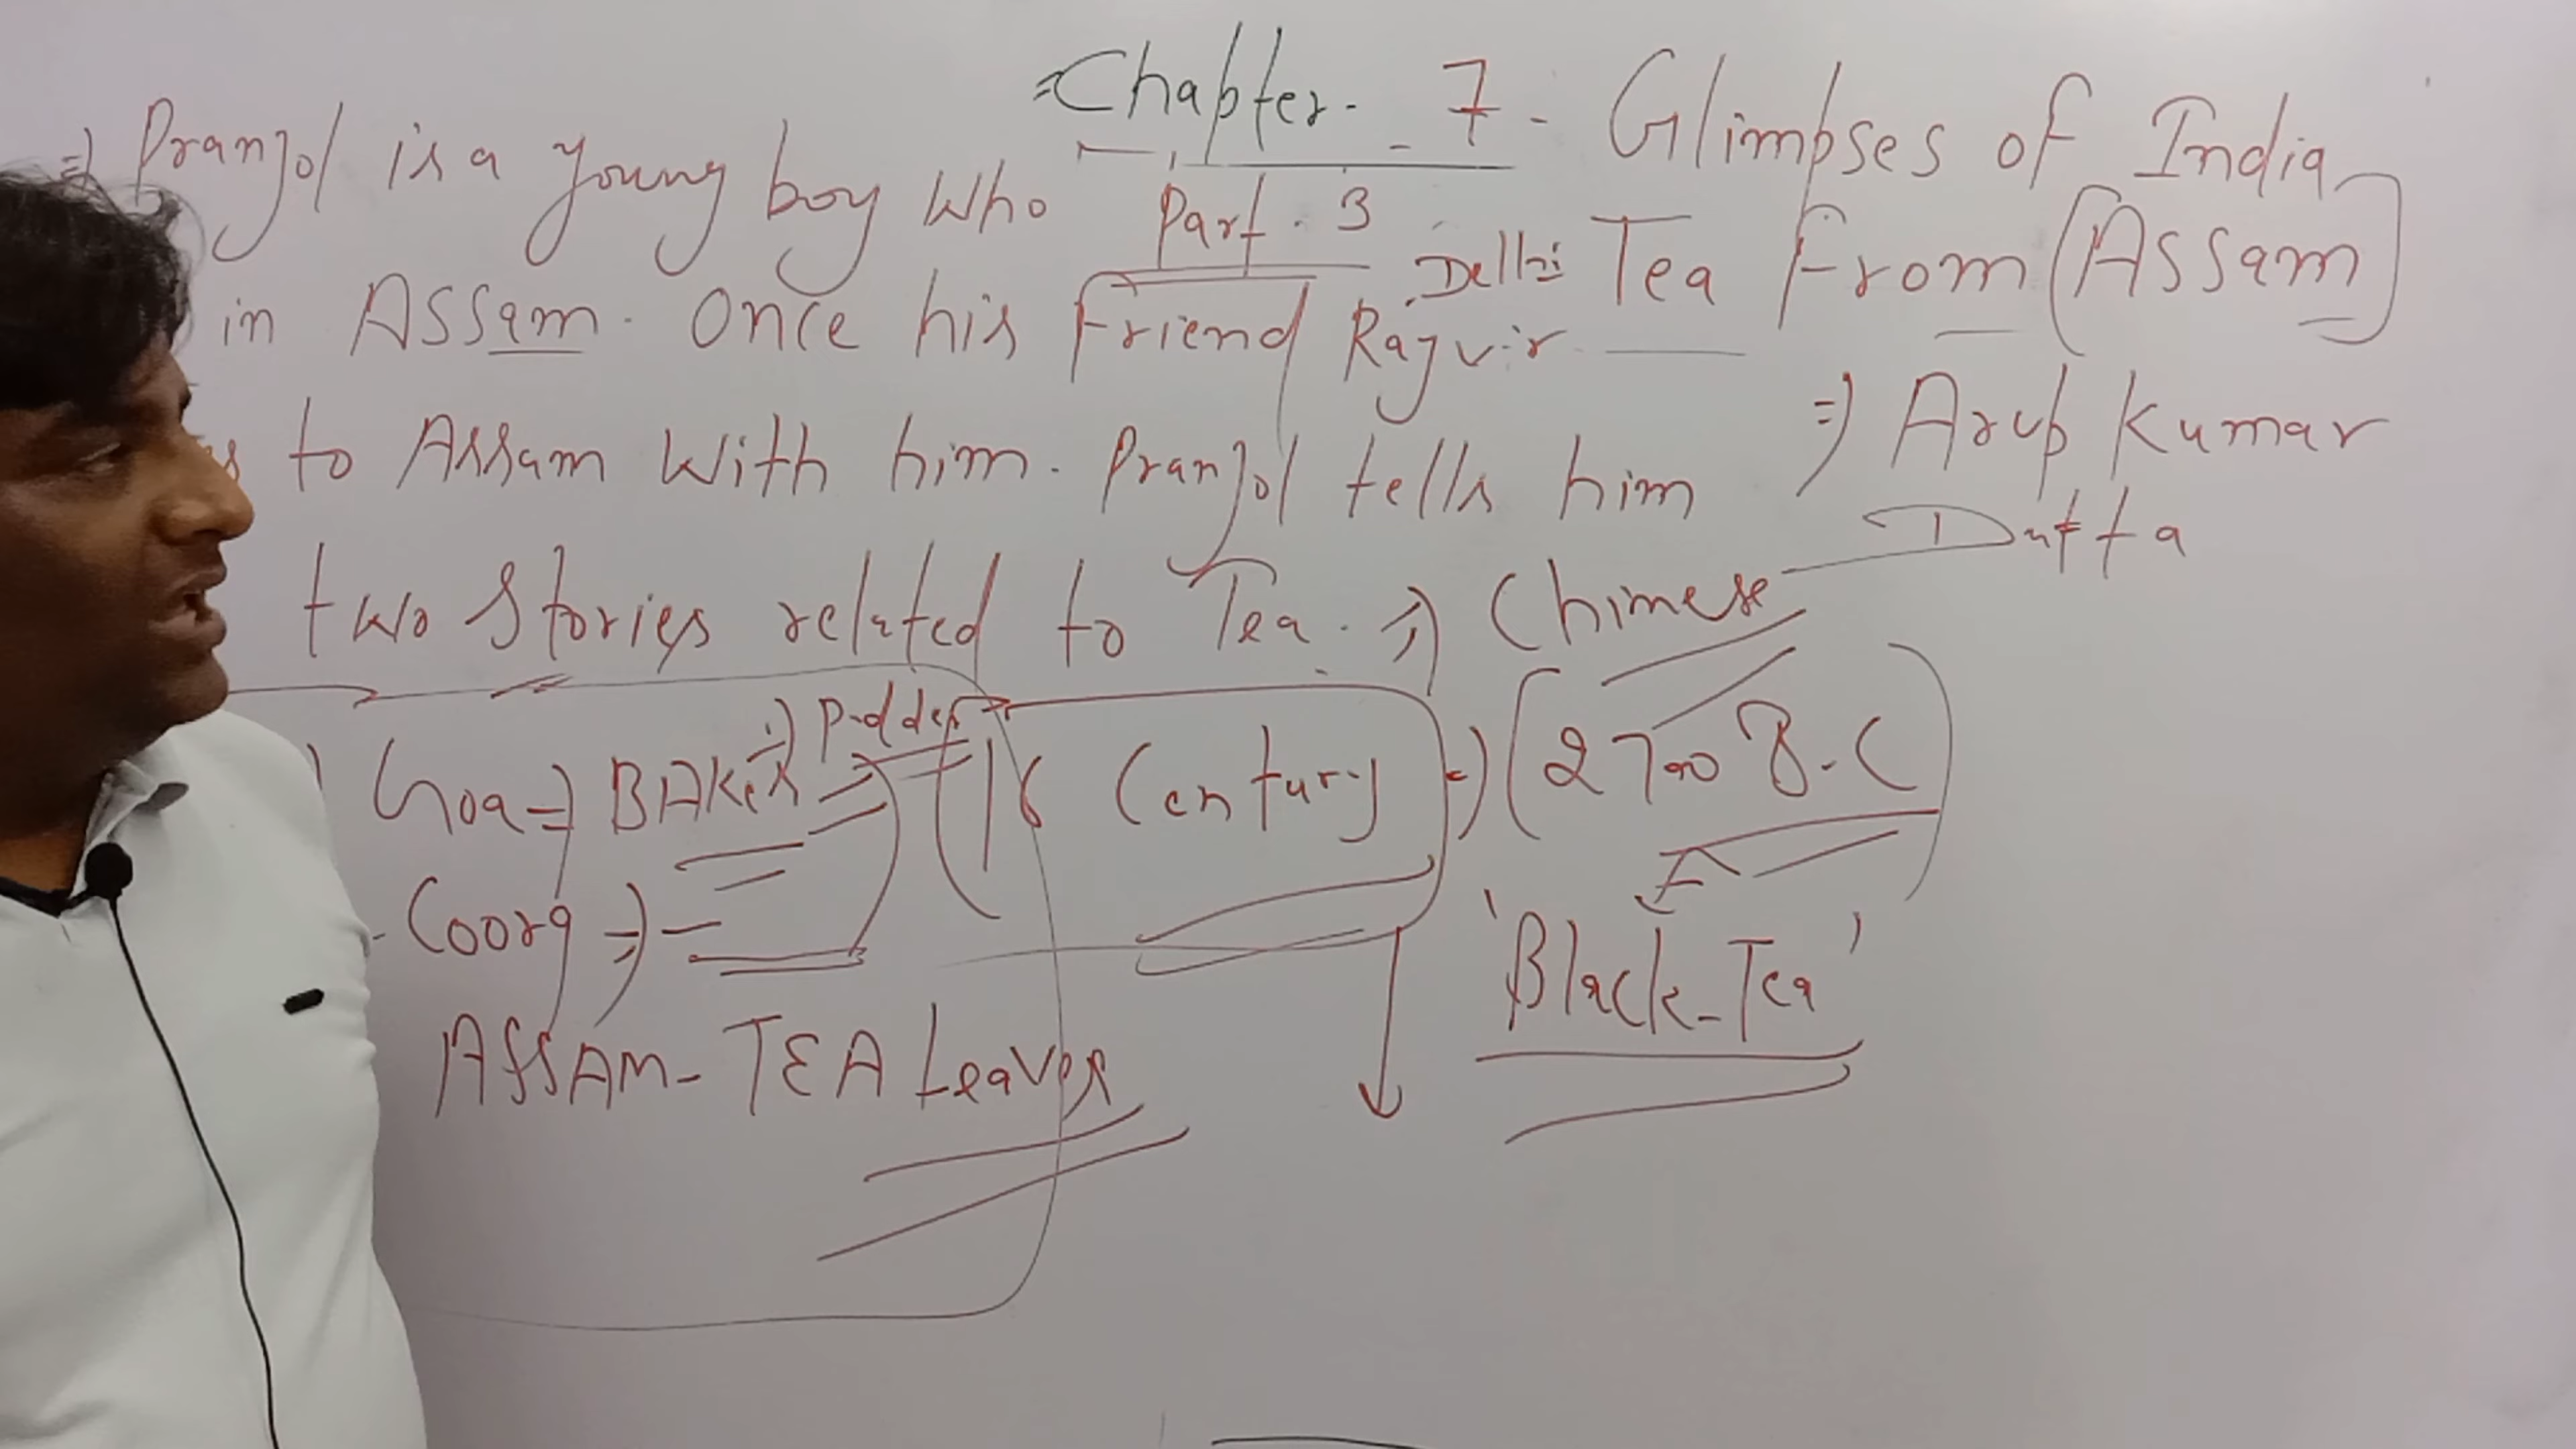 Chapter - 7 - Glimpses of India
Part - 3
Tea From (Assam)
=) Arup Kumar
Dutta
=) Pranjol is a young boy who
in Assam. Once his Friend Rajvir
Delhi
to Assam With him. Pranjol tells him
two Stories related to Tea. =) Chinese
Goa =) BAKER
Coorg =) -
ASSAM - TEA Leaves
16 Century =) (2700 B.C)
'Black - Tea'